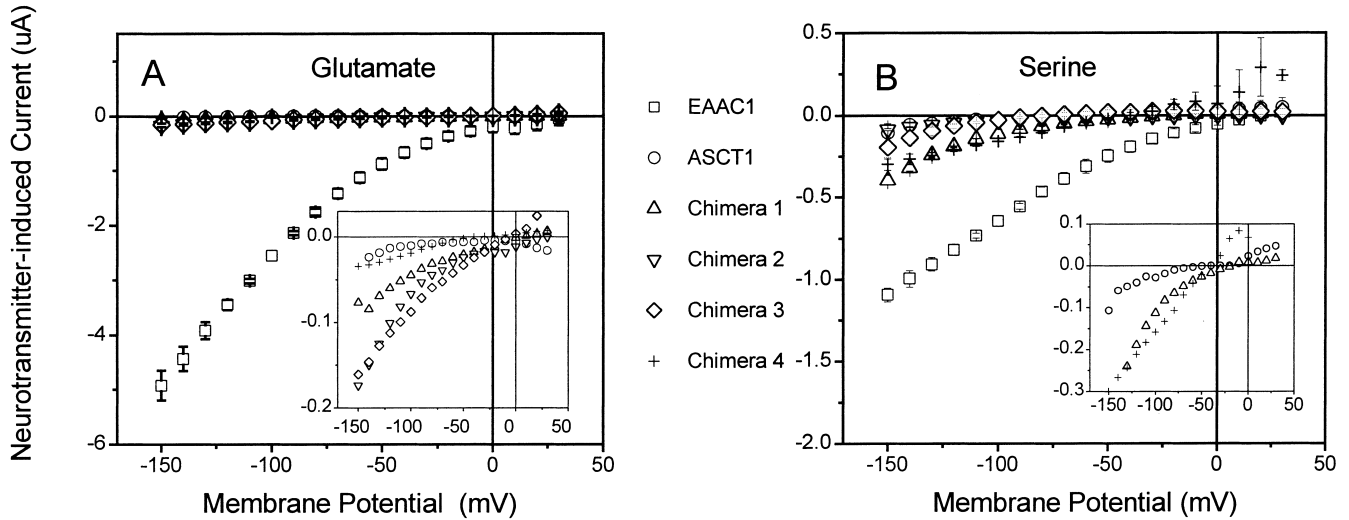 Neurotransmitter-induced Current (uA)
A
Glutamate
0
-2
-4
-6
-150
-100
-50
0
50
Membrane Potential (mV)
0.0
-0.1
-0.2
-150
-100
-50
0
50
EAAC1
ASCT1
Chimera 1
Chimera 2
Chimera 3
Chimera 4
B
Serine
0.5
0.0
-0.5
-1.0
-1.5
-2.0
-150
-100
-50
0
50
Membrane Potential (mV)
0.1
0.0
-0.1
-0.2
-0.3
-150
-100
-50
0
50